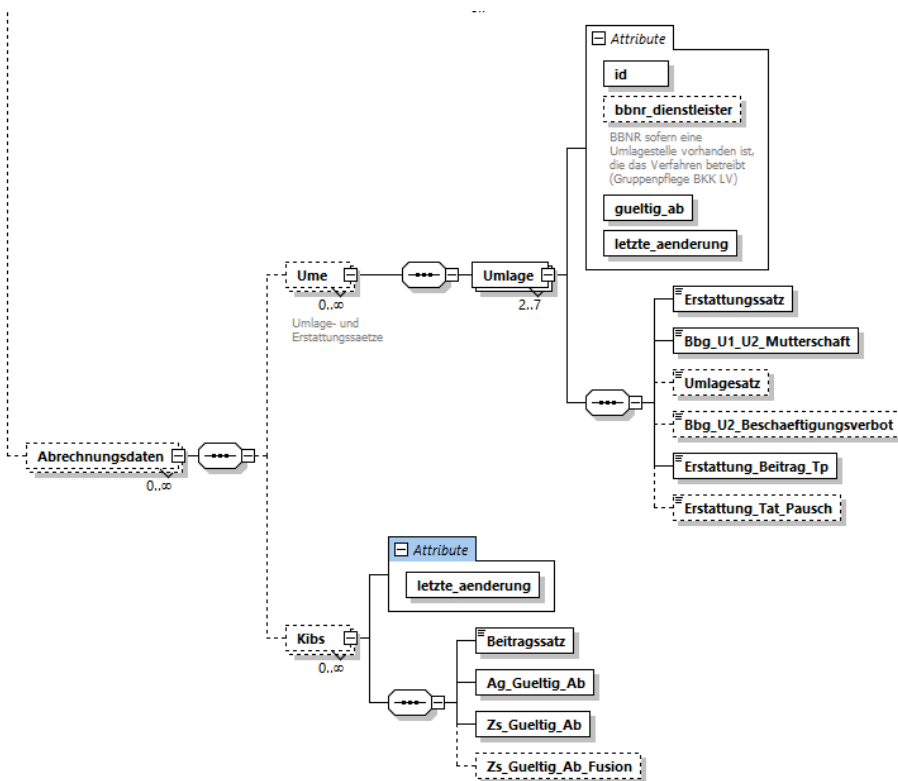 Attribute
id
bbnr_dienstleister
BBNR sofern eine
Umlagestelle vorhanden ist,
die das Verfahren betreibt
(Gruppenpflege BKK LV)
gueltig_ab
letzte_aenderung
Ume
0..∞
Umlage- und
Erstattungssaetze
Umlage
2..7
Erstattungssatz
Bbg_U1_U2_Mutterschaft
Umlagesatz
Bbg_U2_Beschaeftigungsverbot
Erstattung_Beitrag_Tp
Erstattung_Tat_Pausch
Abrechnungsdaten
0..∞
Attribute
letzte_aenderung
Kibs
0..∞
Beitragssatz
Ag_Gueltig_Ab
Zs_Gueltig_Ab
Zs_Gueltig_Ab_Fusion